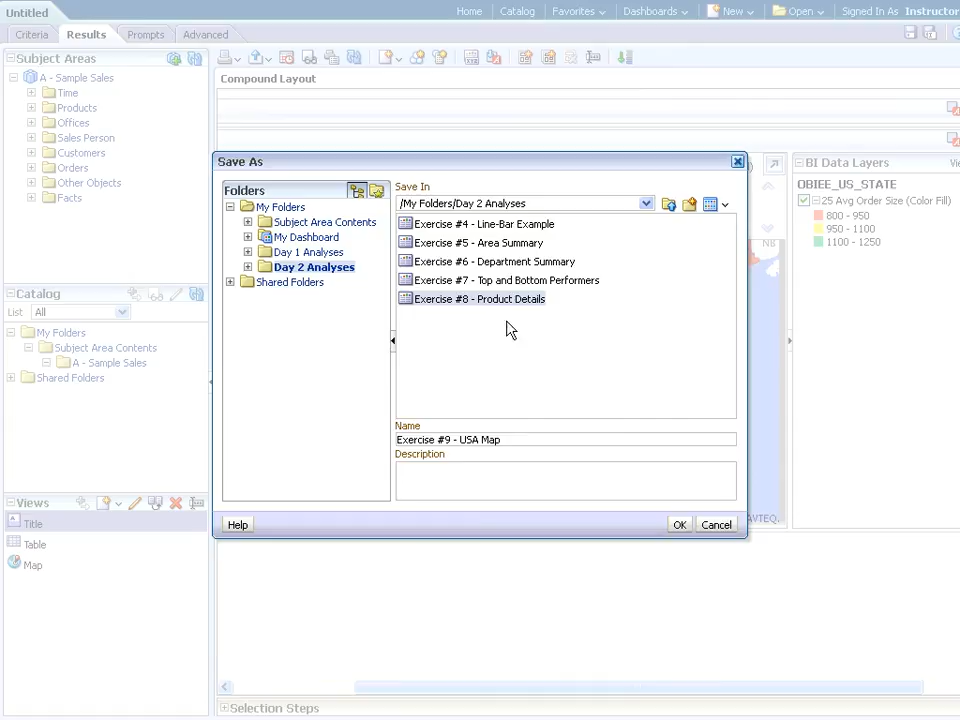 Untitled
Home Catalog Favorites Dashboards New Open Signed In As Instructor
Criteria Results Prompts Advanced
Subject Areas
A - Sample Sales
Time
Products
Offices
Sales Person
Customers
Orders
Other Objects
Facts
Catalog
List All
My Folders
Subject Area Contents
A - Sample Sales
Shared Folders
Views
Title
Table
Map
Compound Layout
Save As
Folders
My Folders
Subject Area Contents
My Dashboard
Day 1 Analyses
Day 2 Analyses
Shared Folders
Save In
/My Folders/Day 2 Analyses
Exercise #4 - Line-Bar Example
Exercise #5 - Area Summary
Exercise #6 - Department Summary
Exercise #7 - Top and Bottom Performers
Exercise #8 - Product Details
Name
Exercise #9 - USA Map
Description
Help OK Cancel
NB
AVTEQ.
BI Data Layers
OBIEE_US_STATE
25 Avg Order Size (Color Fill)
800 - 950
950 - 1100
1100 - 1250
Selection Steps